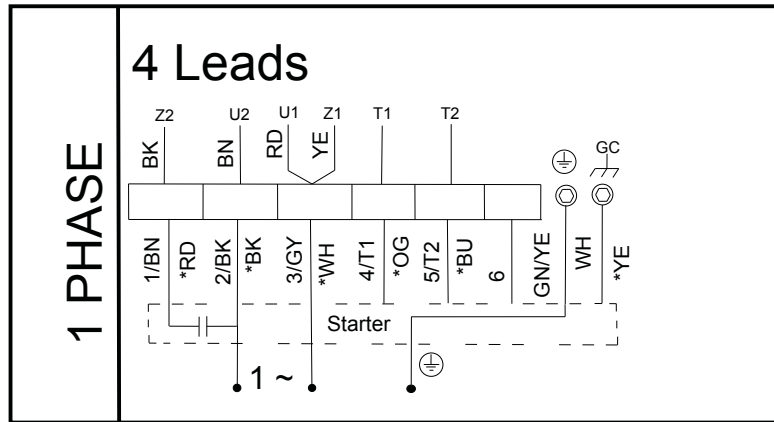 1 PHASE
4 Leads
Z2 U2 U1 Z1 T1 T2
GC
BK BN RD YE
1/BN *RD 2/BK *BK 3/GY *WH 4/T1 *OG 5/T2 *BU 6 GN/YE WH *YE
Starter
1 ~